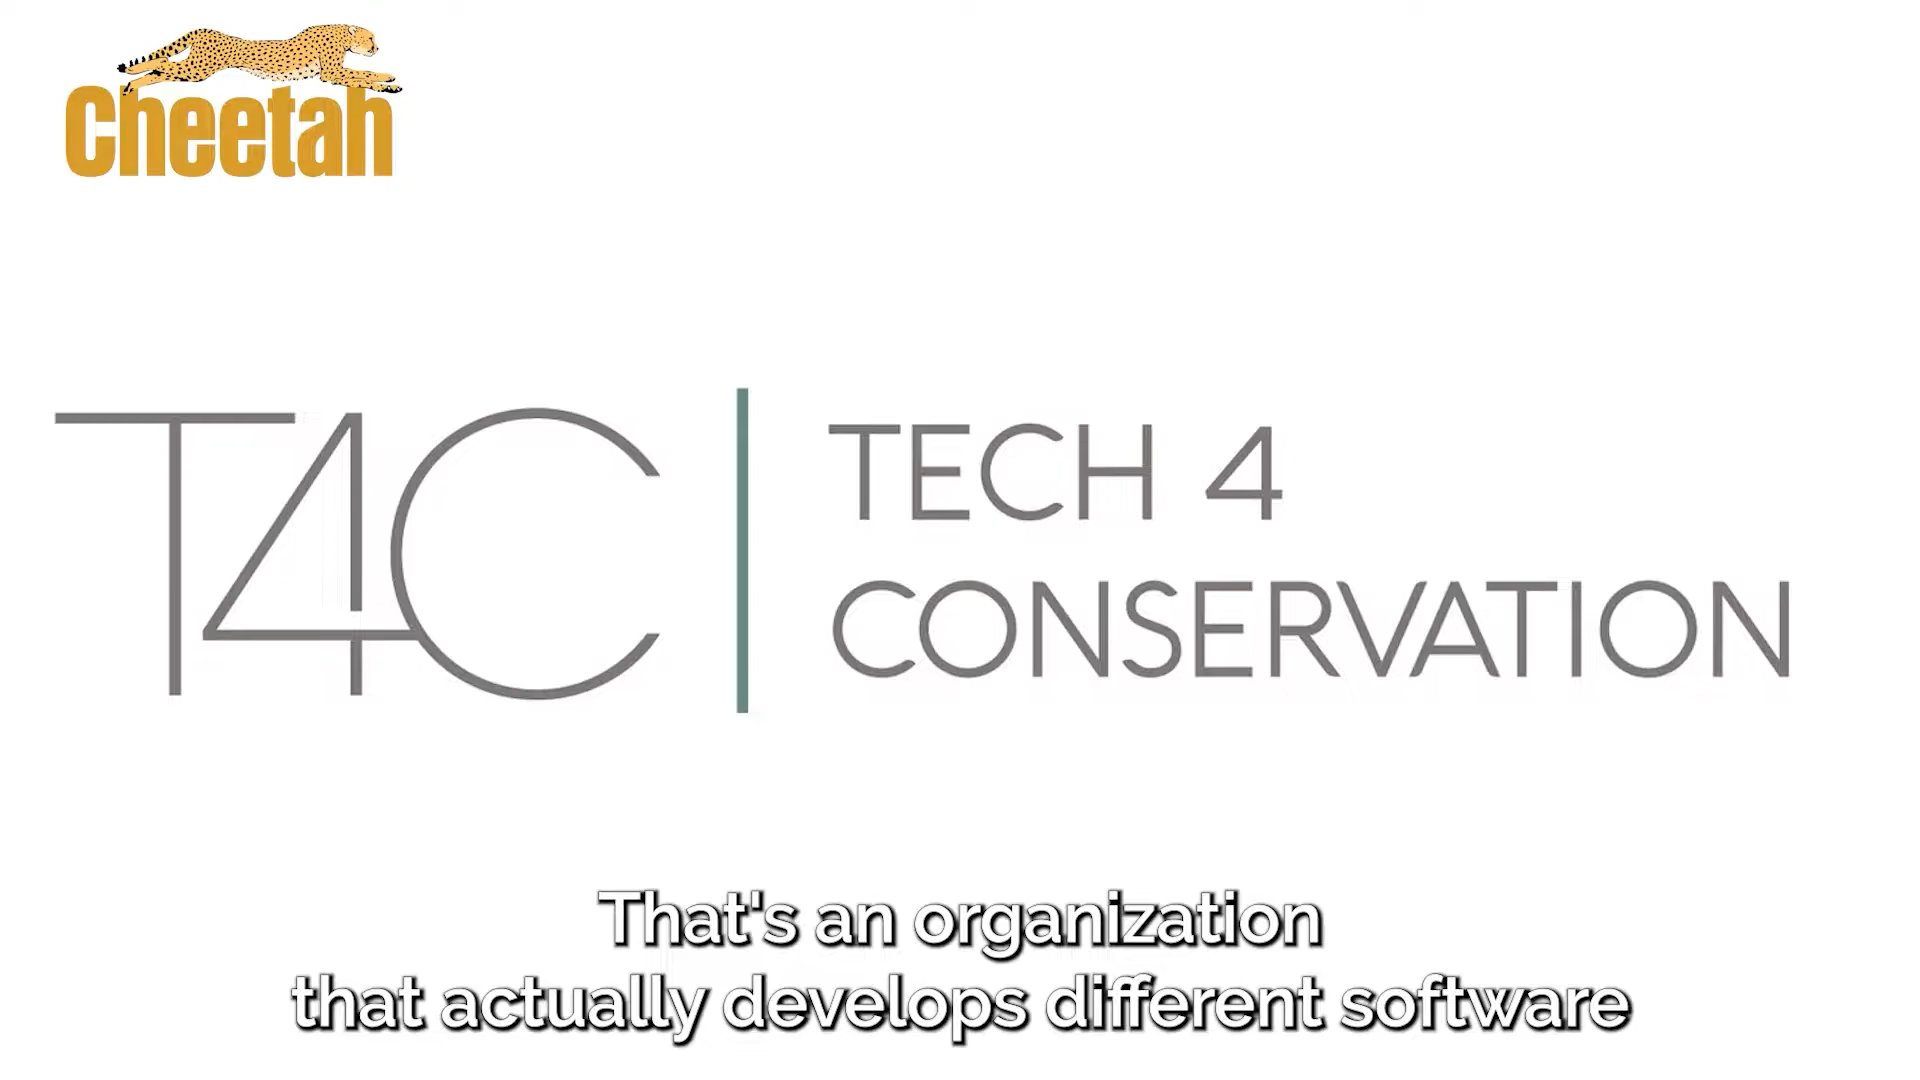 Cheetah
T4C
TECH 4
CONSERVATION
That's an organization
that actually develops different software